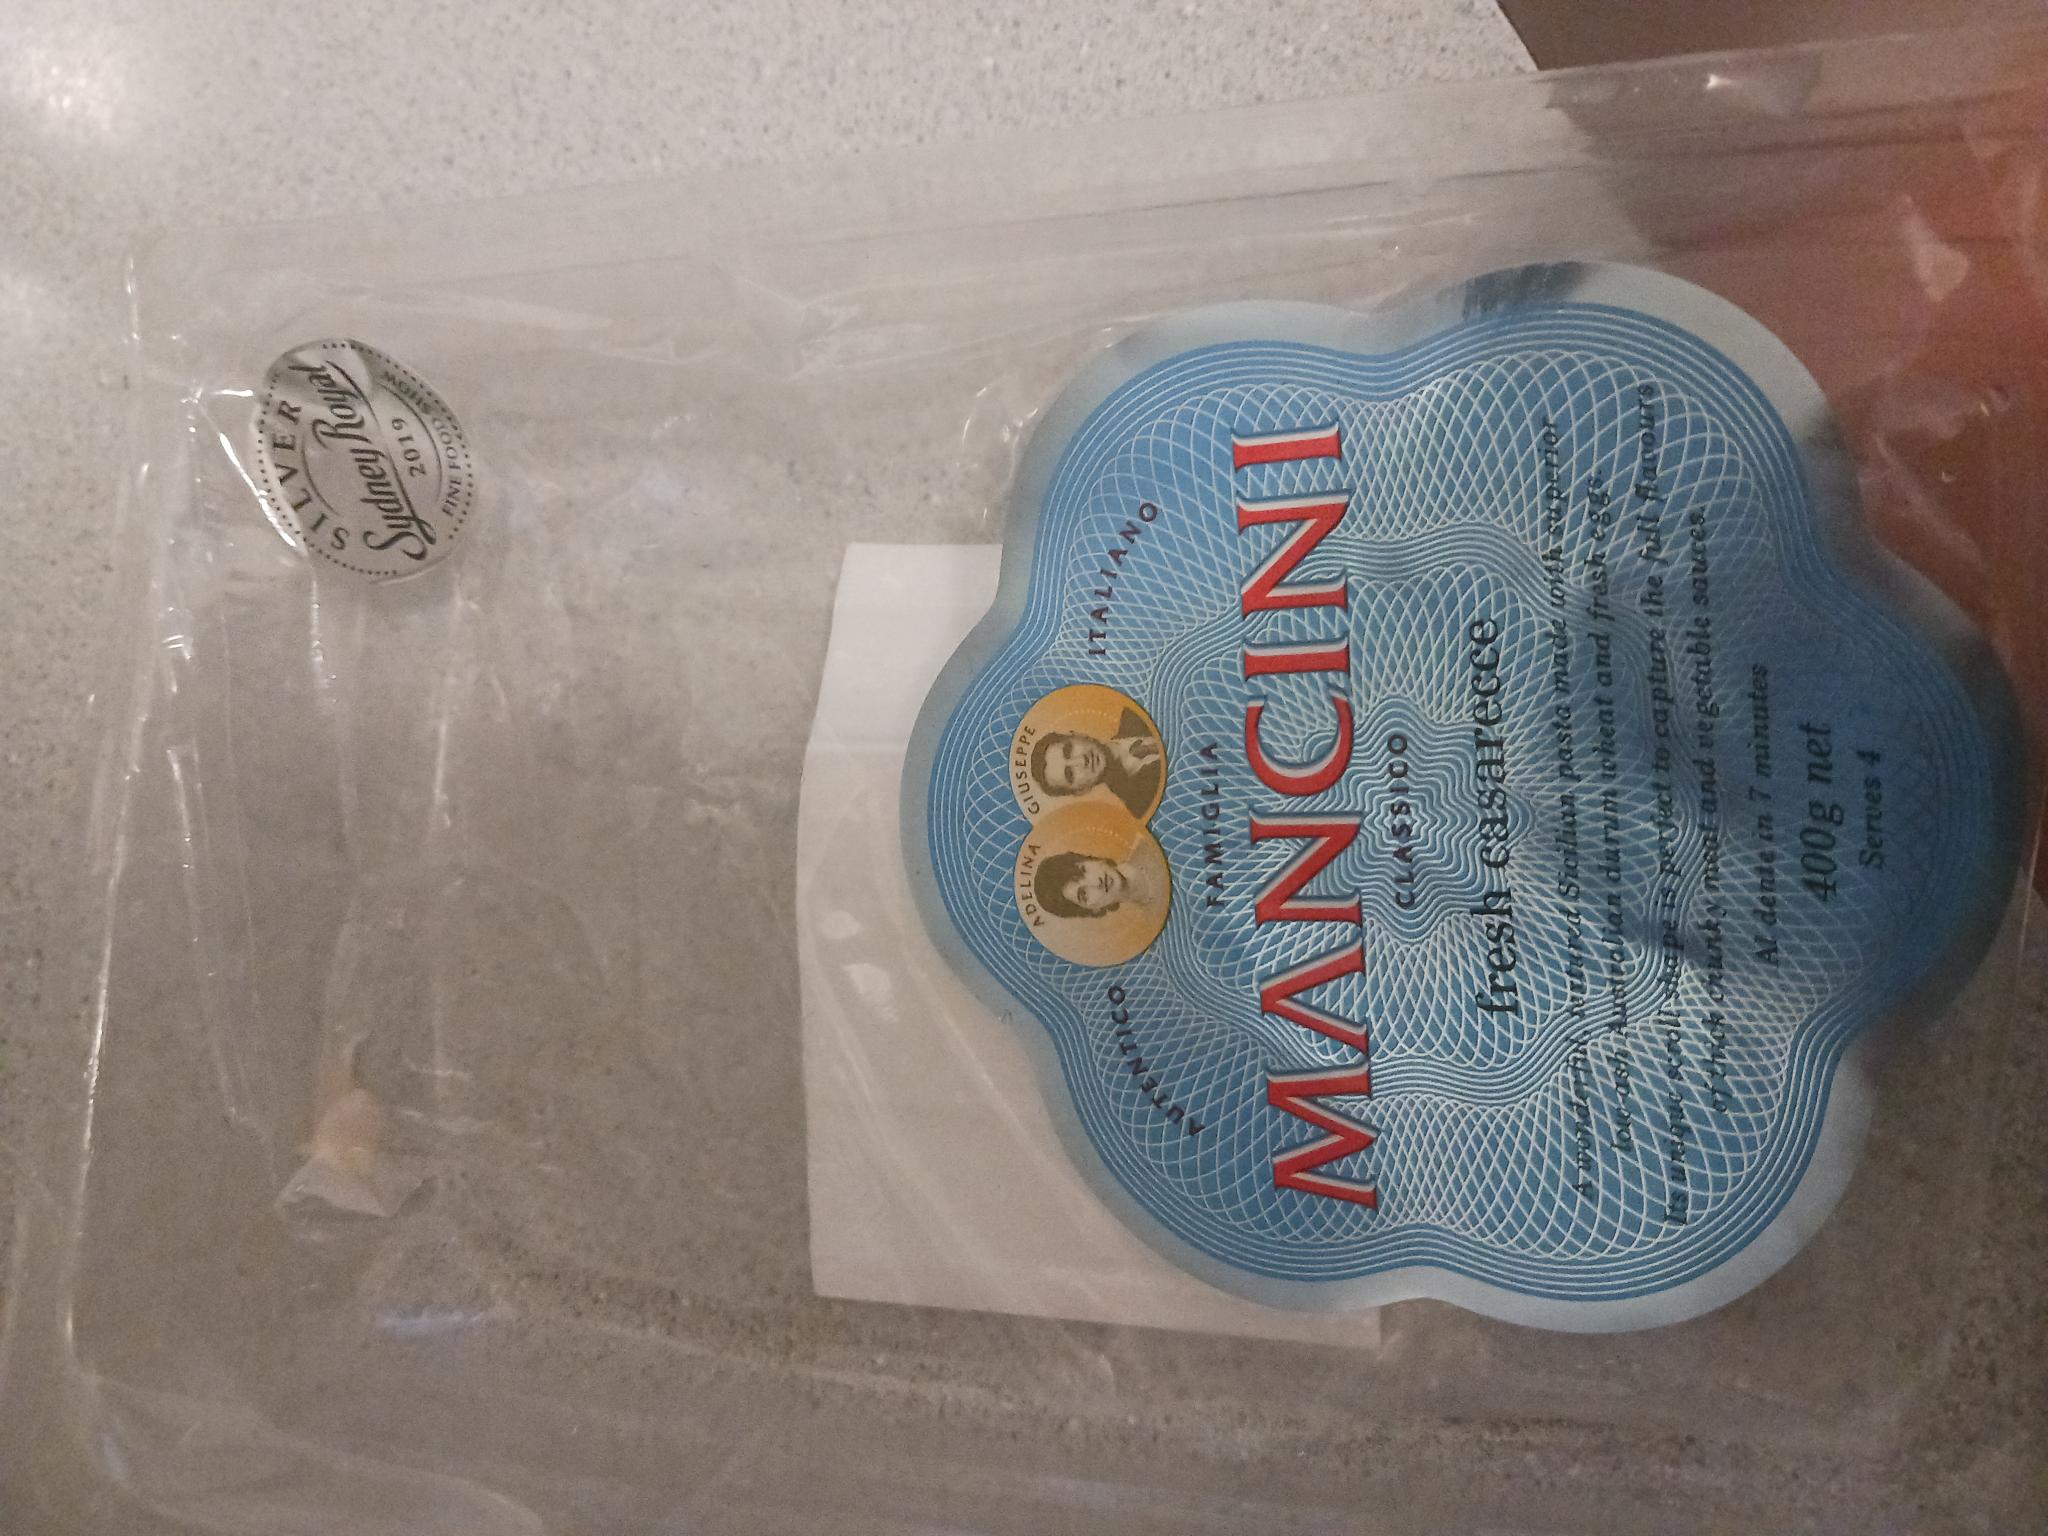 SILVER
Sydney Royal
2019
FINE FOOD SHOW
AUTENTICO
ITALIANO
ADELINA
GIUSEPPE
FAMIGLIA
MANCINI
CLASSICO
fresh casarecce
A wonderful, natural Sicilian pasta made with superior
low-ash Australian durum wheat and fresh eggs.
Its unique scroll shape is perfect to capture the full flavours
of thick chunky meat and vegetable sauces.
Al dente in 7 minutes
400g net
Serves 4